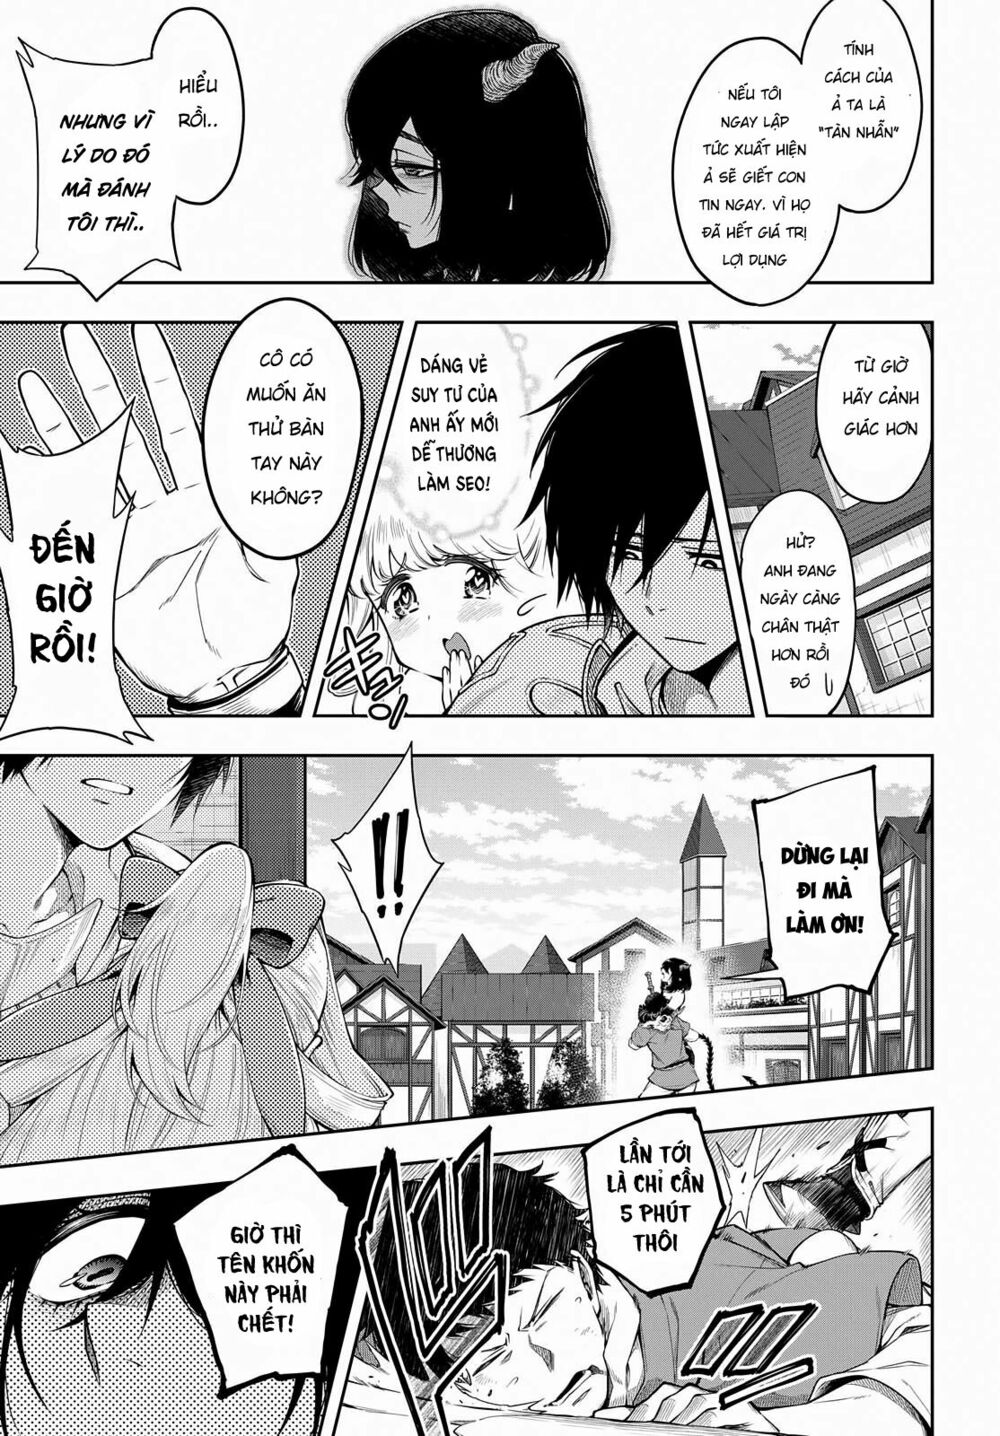 TÍNH
CÁCH CỦA
Ả TA LÀ
"TÀN NHẪN"
NẾU TÔI
NGAY LẬP
TỨC XUẤT HIỆN
Ả SẼ GIẾT CON
TIN NGAY. VÌ HỌ
ĐÃ HẾT GIÁ TRỊ
LỢI DỤNG
HIỂU
RỒI..
NHƯNG VÌ
LÝ DO ĐÓ
MÀ ĐÁNH
TÔI THÌ..
TỪ GIỜ
HÃY CẢNH
GIÁC HƠN
HỬ?
ANH ĐANG
NGÀY CÀNG
CHÂN THẬT
HƠN RỒI
ĐÓ
DÁNG VẺ
SUY TƯ CỦA
ANH ẤY MỚI
DỄ THƯƠNG
LÀM SEO!
CÔ CÓ
MUỐN ĂN
THỬ BÀN
TAY NÀY
KHÔNG?
ĐẾN
GIỜ
RỒI!
DỪNG LẠI
ĐI MÀ
LÀM ƠN!
!!
LẦN TỚI
LÀ CHỈ CẦN
5 PHÚT
THÔI
GIỜ THÌ
TÊN KHỐN
NÀY PHẢI
CHẾT!